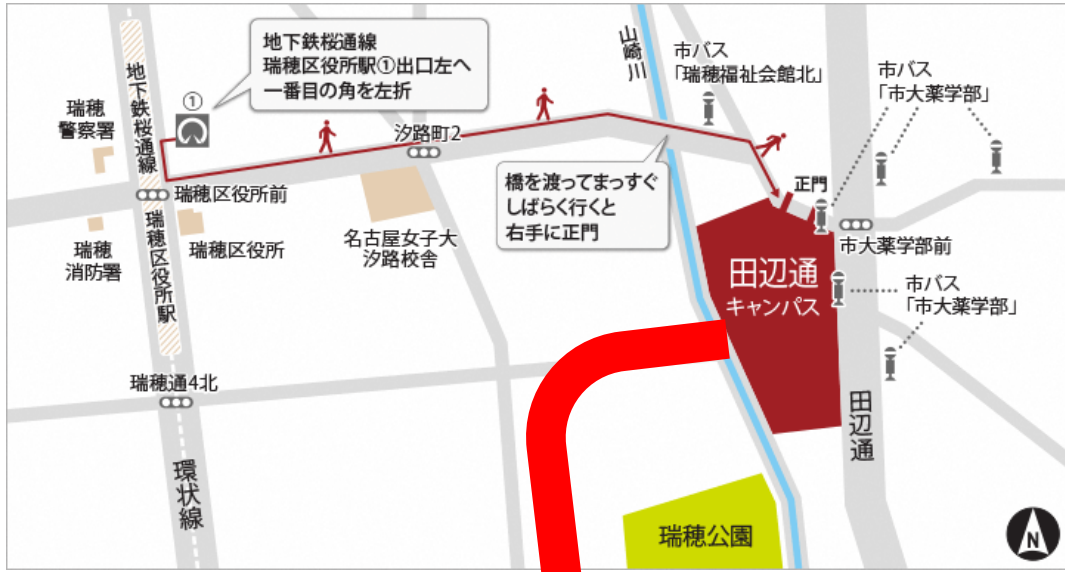 地下鉄桜通線
瑞穂区役所駅①出口左へ
一番目の角を左折
①
地下鉄桜通線
瑞穂区役所駅
瑞穂
警察署
瑞穂区役所前
瑞穂
消防署
瑞穂区役所
汐路町2
名古屋女子大
汐路校舎
山崎川
市バス
「瑞穂福祉会館北」
市バス
「市大薬学部」
橋を渡ってまっすぐ
しばらく行くと
右手に正門
正門
市大薬学部前
田辺通
キャンパス
市バス
「市大薬学部」
瑞穂通4北
環状線
田辺通
瑞穂公園
N